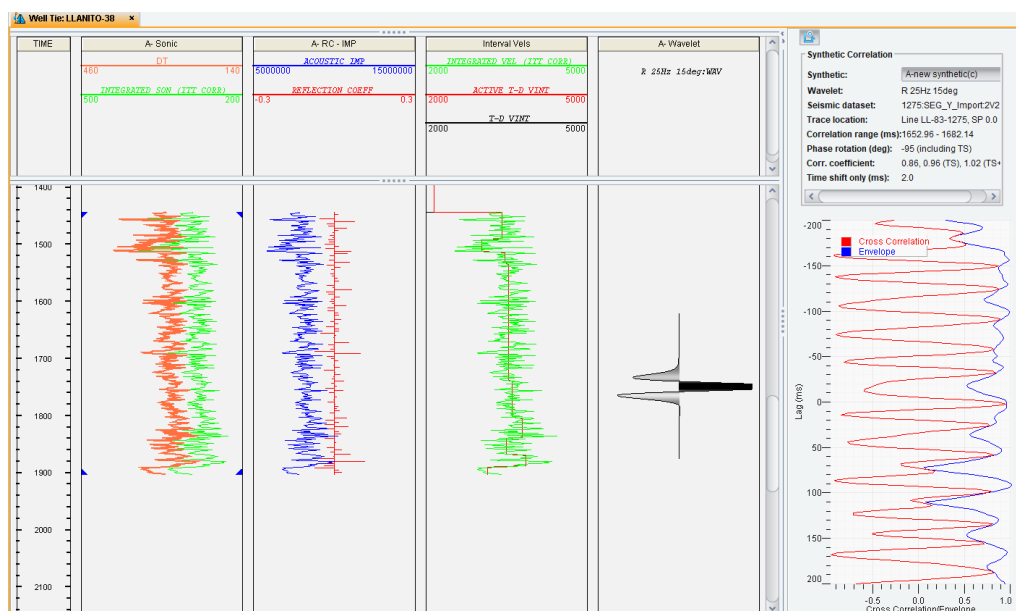 Well Tie: LLANITO-38 ×
TIME
A- Sonic
A- RC - IMP
Interval Vels
A- Wavelet
DT
460 140
INTEGRATED SON (ITT CORR)
500 200
ACOUSTIC IMP
5000000 15000000
REFLECTION COEFF
-0.3 0.3
INTEGRATED VEL (ITT CORR)
2000 5000
ACTIVE T-D VINT
2000 5000
T-D VINT
2000 5000
R 25Hz 15deg:WAV
Synthetic Correlation
Synthetic: A-new synthetic(c)
Wavelet: R 25Hz 15deg
Seismic dataset: 1275:SEG_Y_Import:2V2
Trace location: Line LL-83-1275, SP 0.0
Correlation range (ms): 1652.96 - 1682.14
Phase rotation (deg): -95 (including TS)
Corr. coefficient: 0.86, 0.96 (TS), 1.02 (TS+
Time shift only (ms): 2.0
1400
1500
1600
1700
1800
1900
2000
2100
Cross Correlation
Envelope
-200
-150
-100
-50
0
50
100
150
200
Lag (ms)
-0.5 0.0 0.5 1.0
Cross Correlation/Envelope